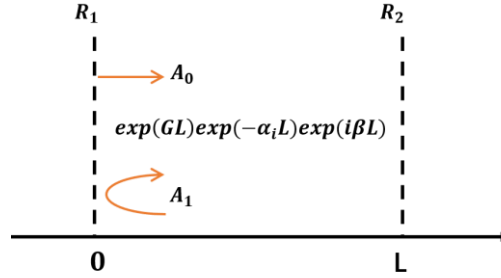 R₁ R₂
A₀
exp(GL)exp(−αᵢL)exp(iβL)
A₁
0 L